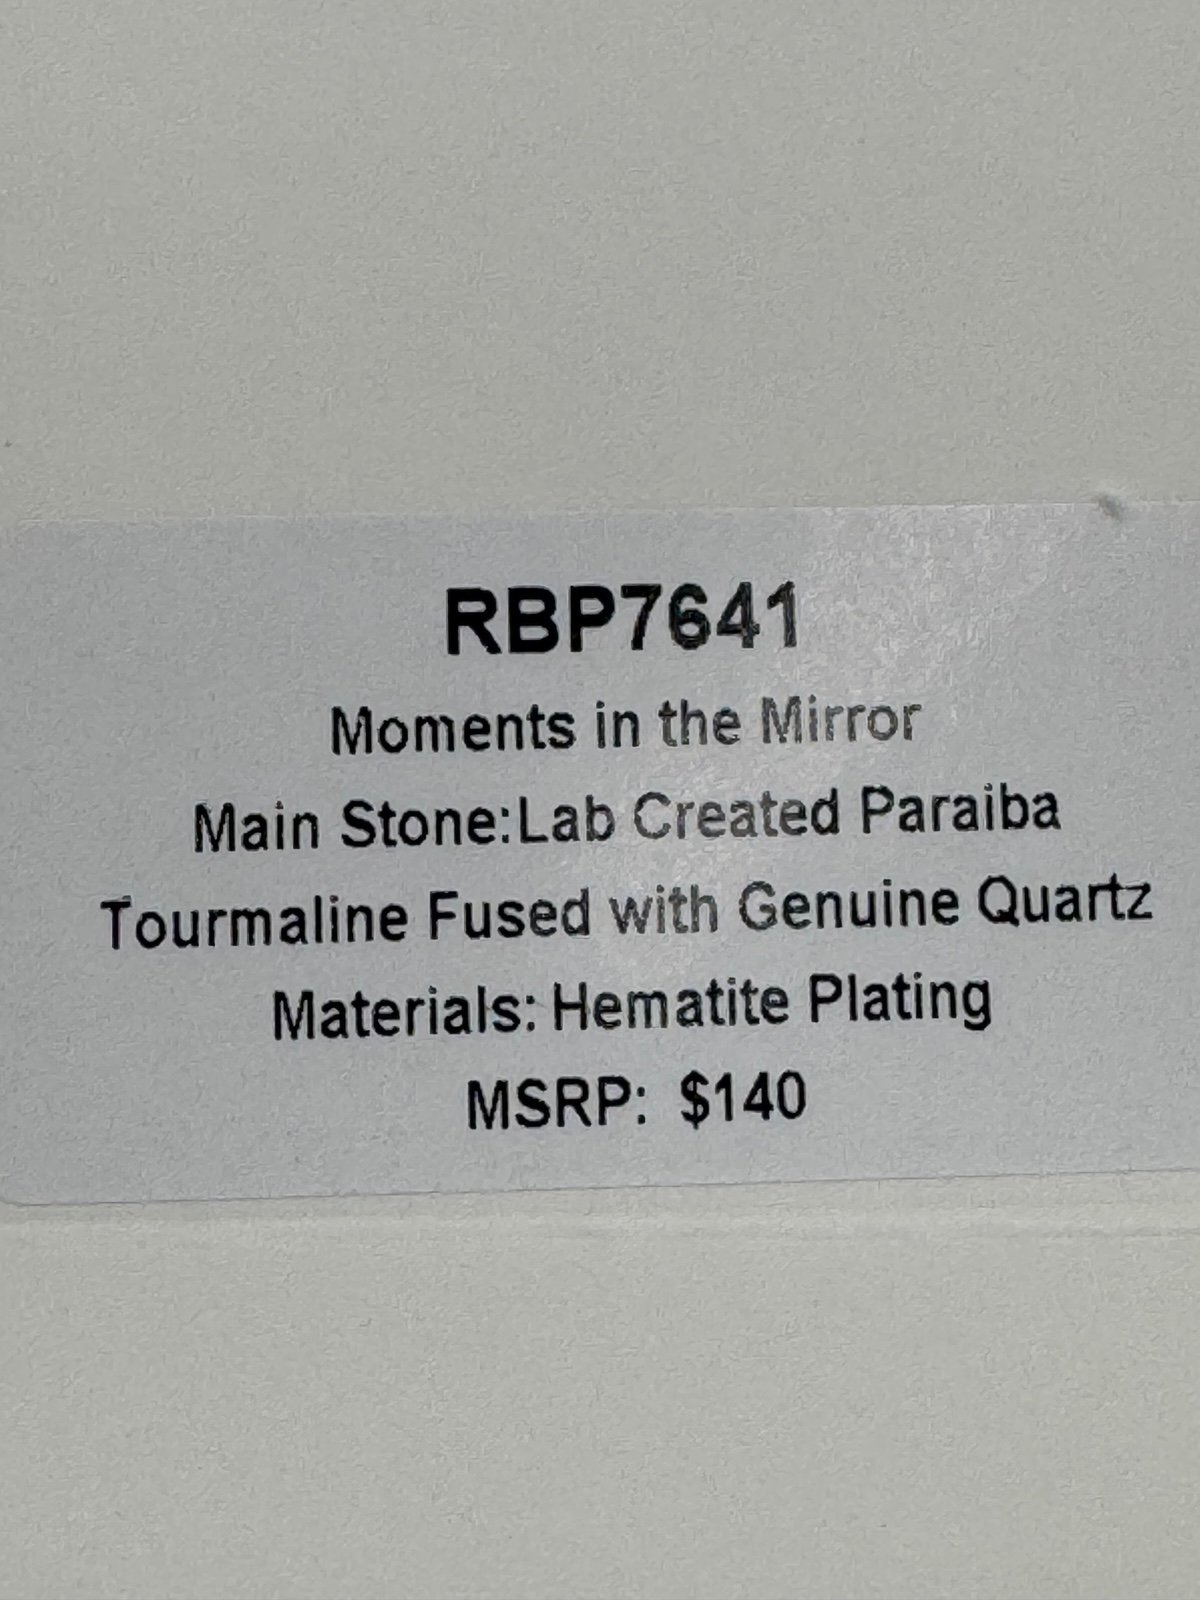 RBP7641
Moments in the Mirror
Main Stone:Lab Created Paraiba
Tourmaline Fused with Genuine Quartz
Materials: Hematite Plating
MSRP: $140